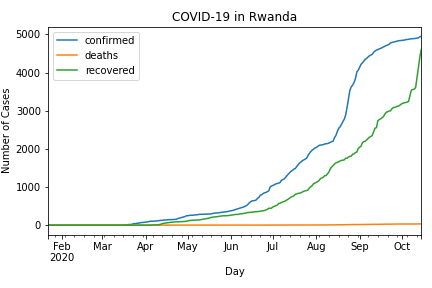 COVID-19 in Rwanda
confirmed
deaths
recovered
Number of Cases
5000
4000
3000
2000
1000
0
Feb Mar Apr May Jun Jul Aug Sep Oct
2020
Day